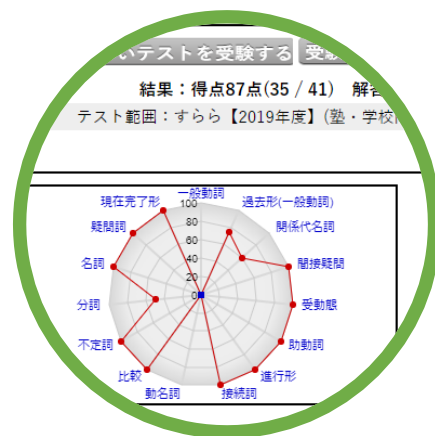 いテストを受験する 受験
結果：得点87点(35 / 41) 解答
テスト範囲：すらら【2019年度】(塾・学校
一般動詞
過去形(一般動詞)
関係代名詞
間接疑問
受動態
助動詞
進行形
接続詞
動名詞
比較
不定詞
分詞
名詞
疑問詞
現在完了形
100
80
60
40
20
0